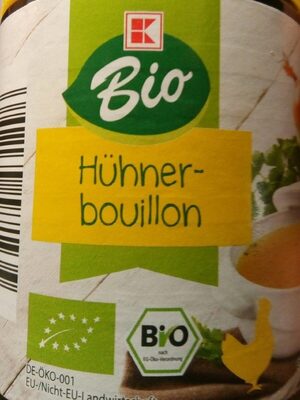 K
Bio
Hühner-
bouillon
BiO
nach
EG-Öko-Verordnung
DE-ÖKO-001
EU-/Nicht-EU-Landwirtschaft